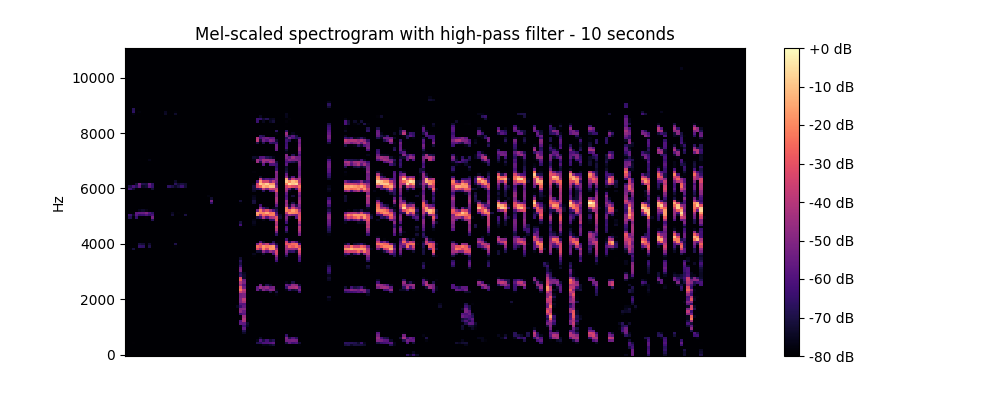 Mel-scaled spectrogram with high-pass filter - 10 seconds
Hz
10000
8000
6000
4000
2000
0
+0 dB
-10 dB
-20 dB
-30 dB
-40 dB
-50 dB
-60 dB
-70 dB
-80 dB